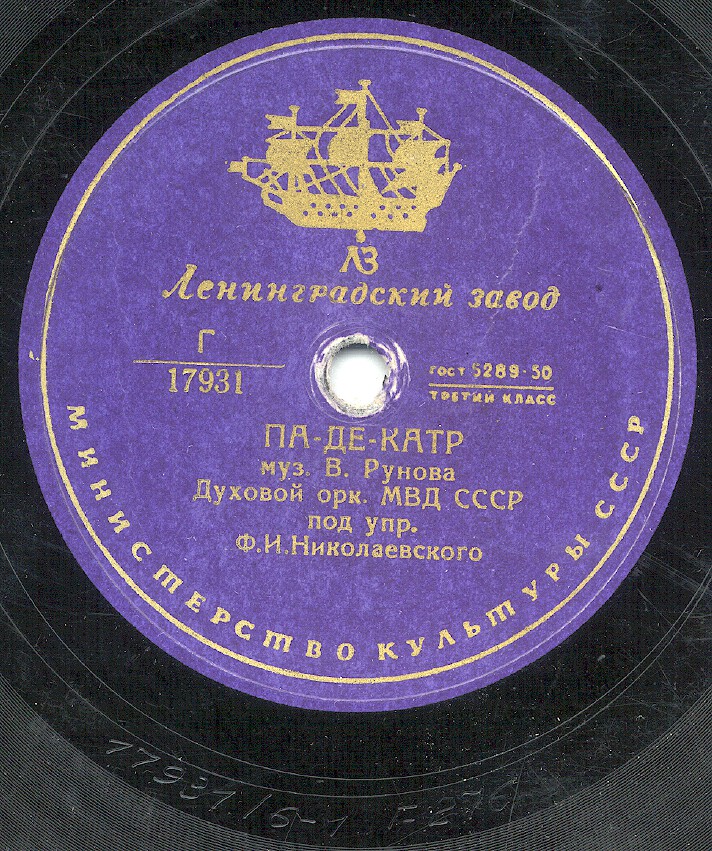 ЛЗ
Ленинградский завод
Г
17931
ГОСТ 5289-50
ТРЕТИЙ КЛАСС
ПА-ДЕ-КАТР
муз. В. Рунова
Духовой орк. МВД СССР
под упр.
Ф.И.Николаевского
МИНИСТЕРСТВО КУЛЬТУРЫ СССР
17931/6-1